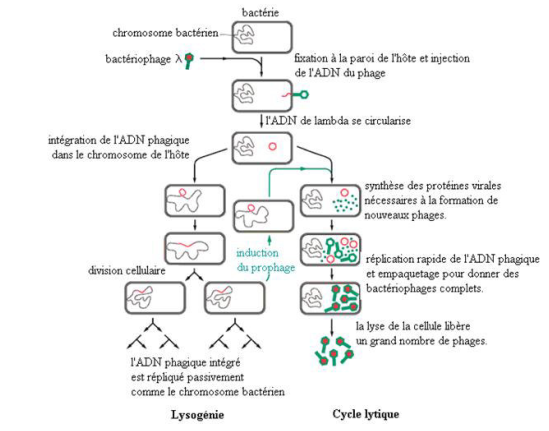 bactérie
chromosome bactérien
bactériophage λ
fixation à la paroi de l'hôte et injection
de l'ADN du phage
l'ADN de lambda se circularise
intégration de l'ADN phagique
dans le chromosome de l'hôte
synthèse des protéines virales
nécessaires à la formation de
nouveaux phages.
induction
du prophage
réplication rapide de l'ADN phagique
et empaquetage pour donner des
bactériophages complets.
division cellulaire
la lyse de la cellule libère
un grand nombre de phages.
l'ADN phagique intégré
est répliqué passivement
comme le chromosome bactérien
Lysogénie
Cycle lytique